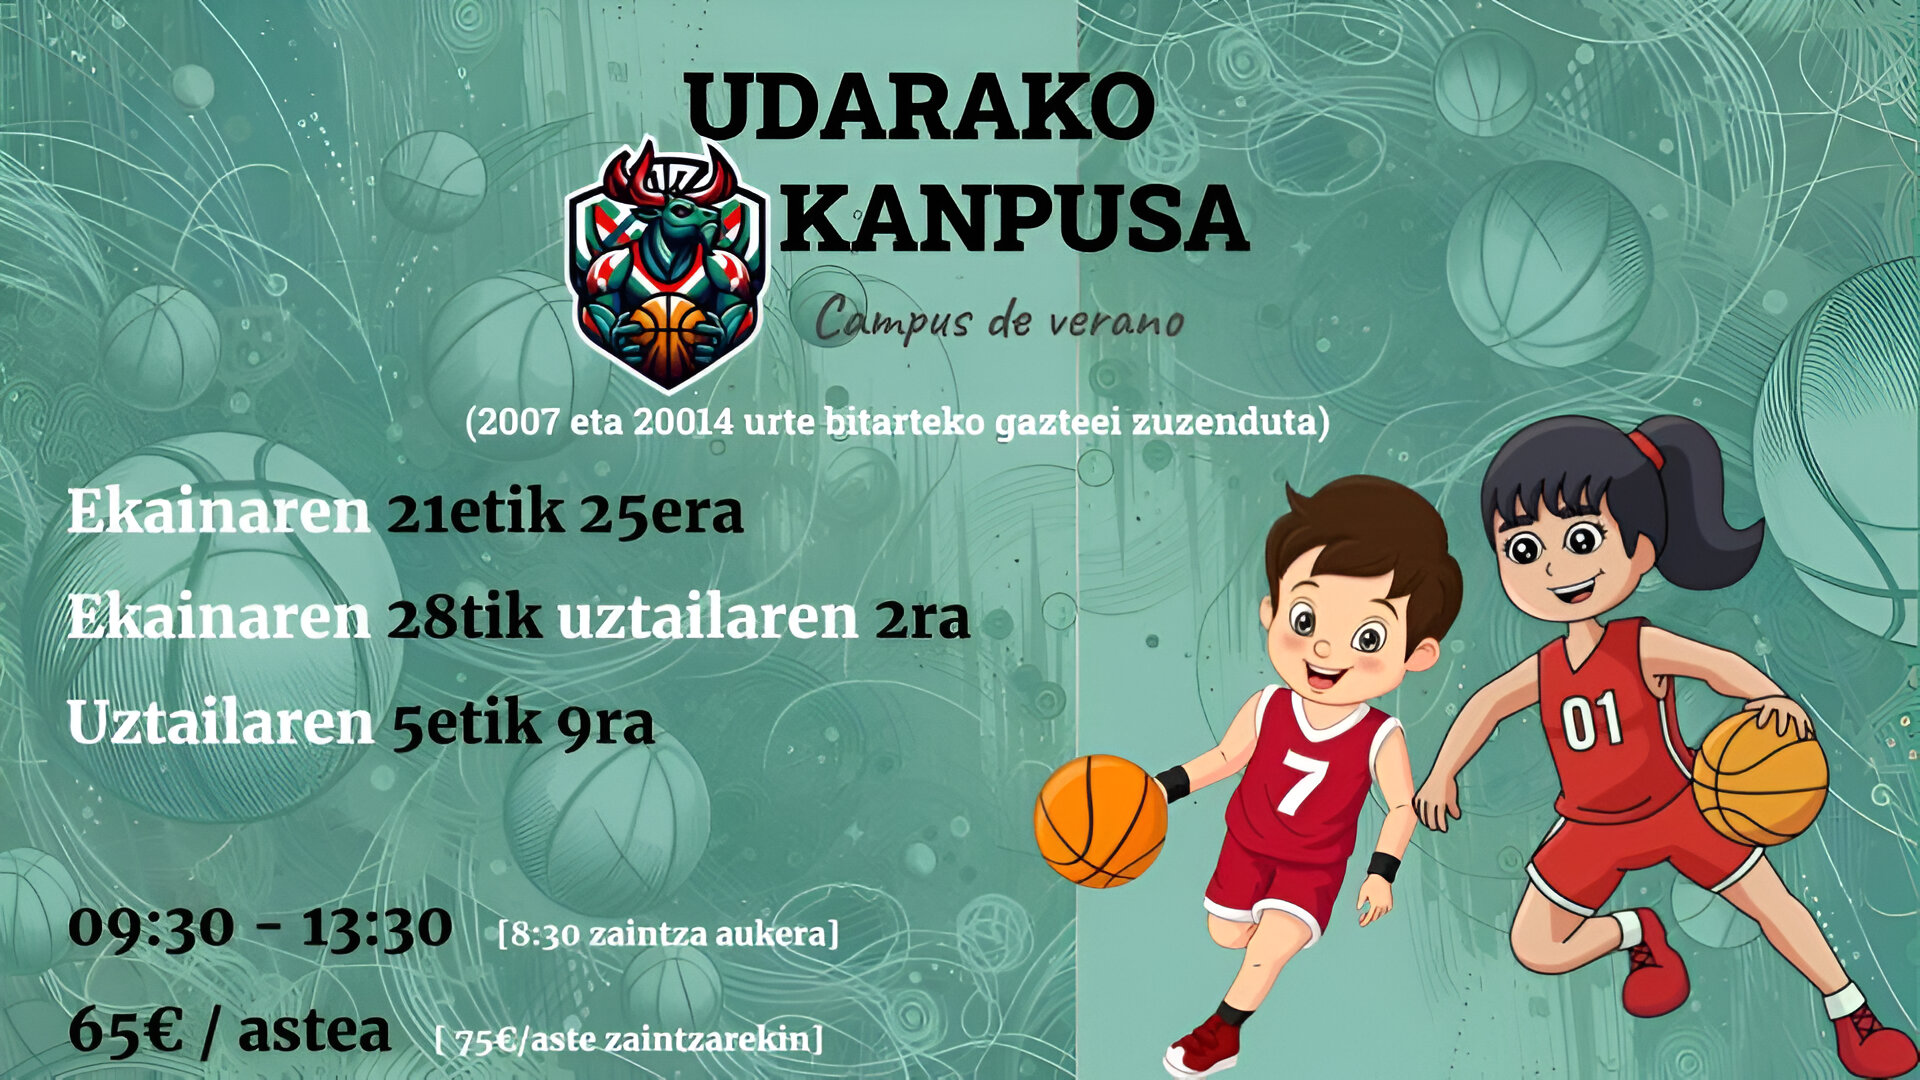 UDARAKO
KANPUSA
Campus de verano
(2007 eta 20014 urte bitarteko gazteei zuzenduta)
Ekainaren 21etik 25era
Ekainaren 28tik uztailaren 2ra
Uztailaren 5etik 9ra
01
7
09:30 - 13:30 [8:30 zaintza aukera]
65€ / astea [ 75€/aste zaintzarekin]